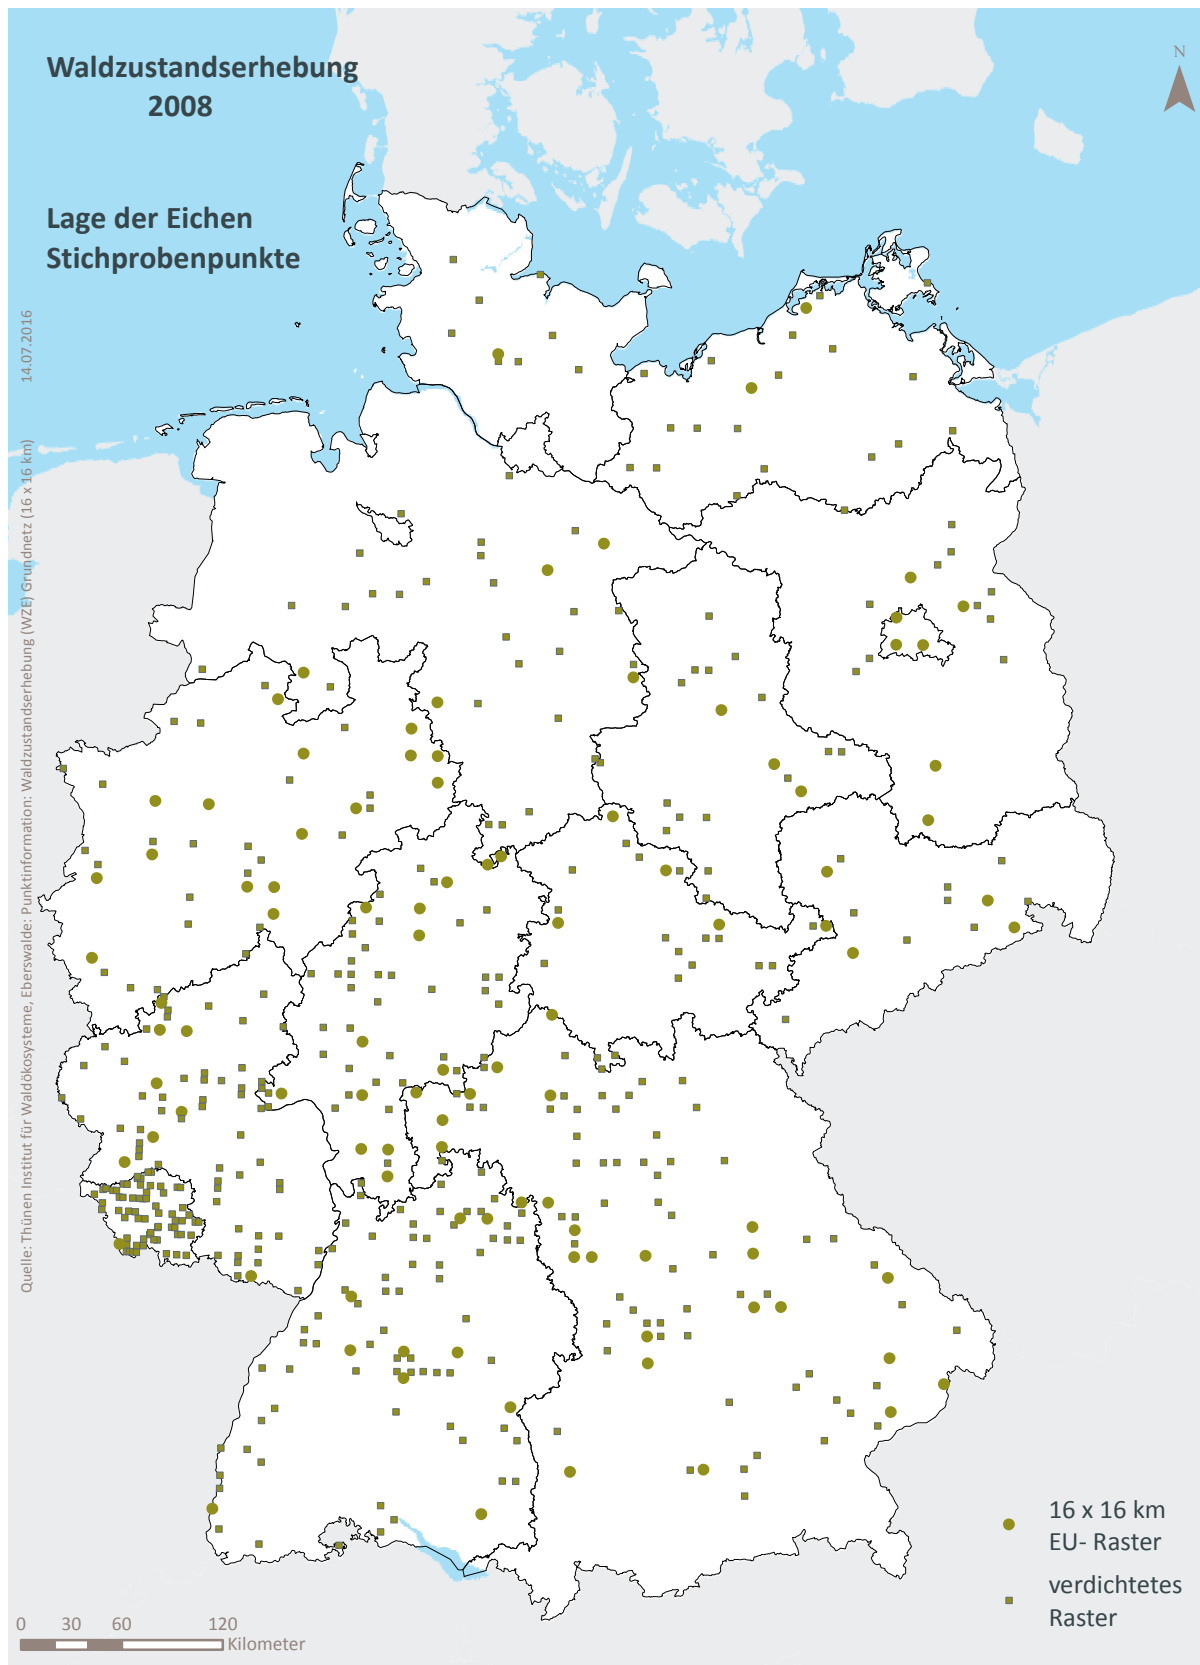 Waldzustandserhebung
2008
N
Lage der Eichen
Stichprobenpunkte
Quelle: Thünen Institut für Waldökosysteme, Eberswalde: Punktinformation: Waldzustandserhebung (WZE) Grundnetz (16 x 16 km) 14.07.2016
16 x 16 km
EU- Raster
verdichtetes
Raster
0 30 60 120
Kilometer